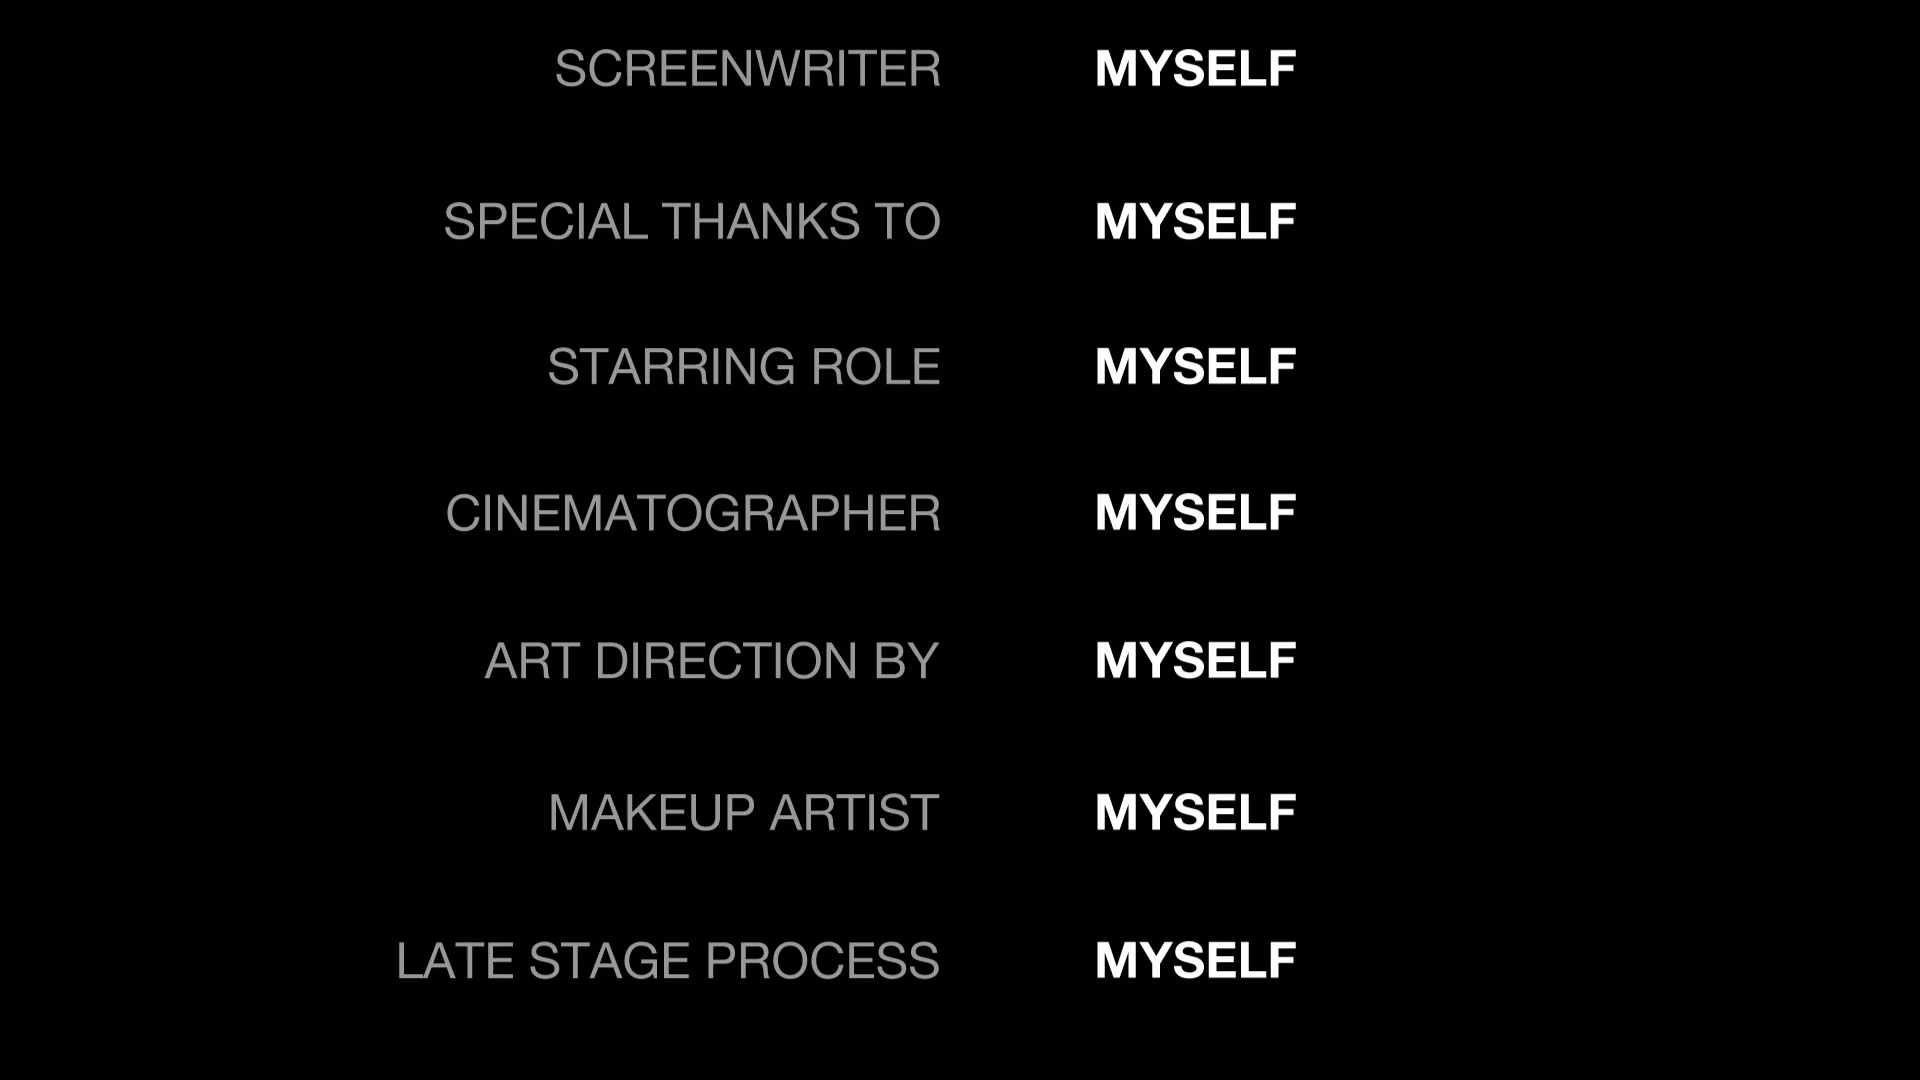 SCREENWRITER MYSELF
SPECIAL THANKS TO MYSELF
STARRING ROLE MYSELF
CINEMATOGRAPHER MYSELF
ART DIRECTION BY MYSELF
MAKEUP ARTIST MYSELF
LATE STAGE PROCESS MYSELF